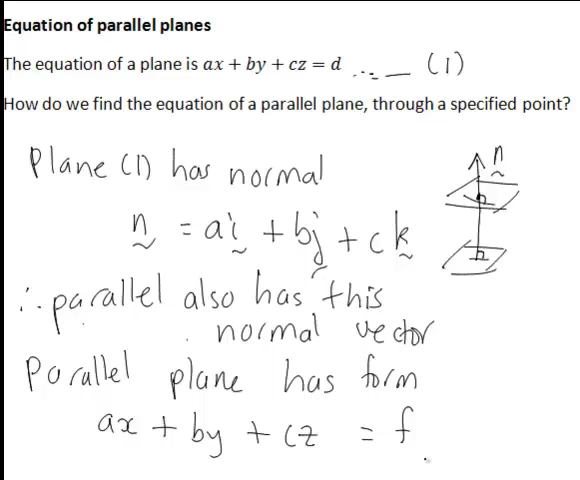 Equation of parallel planes
The equation of a plane is ax + by + cz = d ..._ _ (1)
How do we find the equation of a parallel plane, through a specified point?
Plane (1) has normal
n
n = ai + bj + ck
∴ parallel also has this
normal vector
Parallel plane has form
ax + by + cz = f